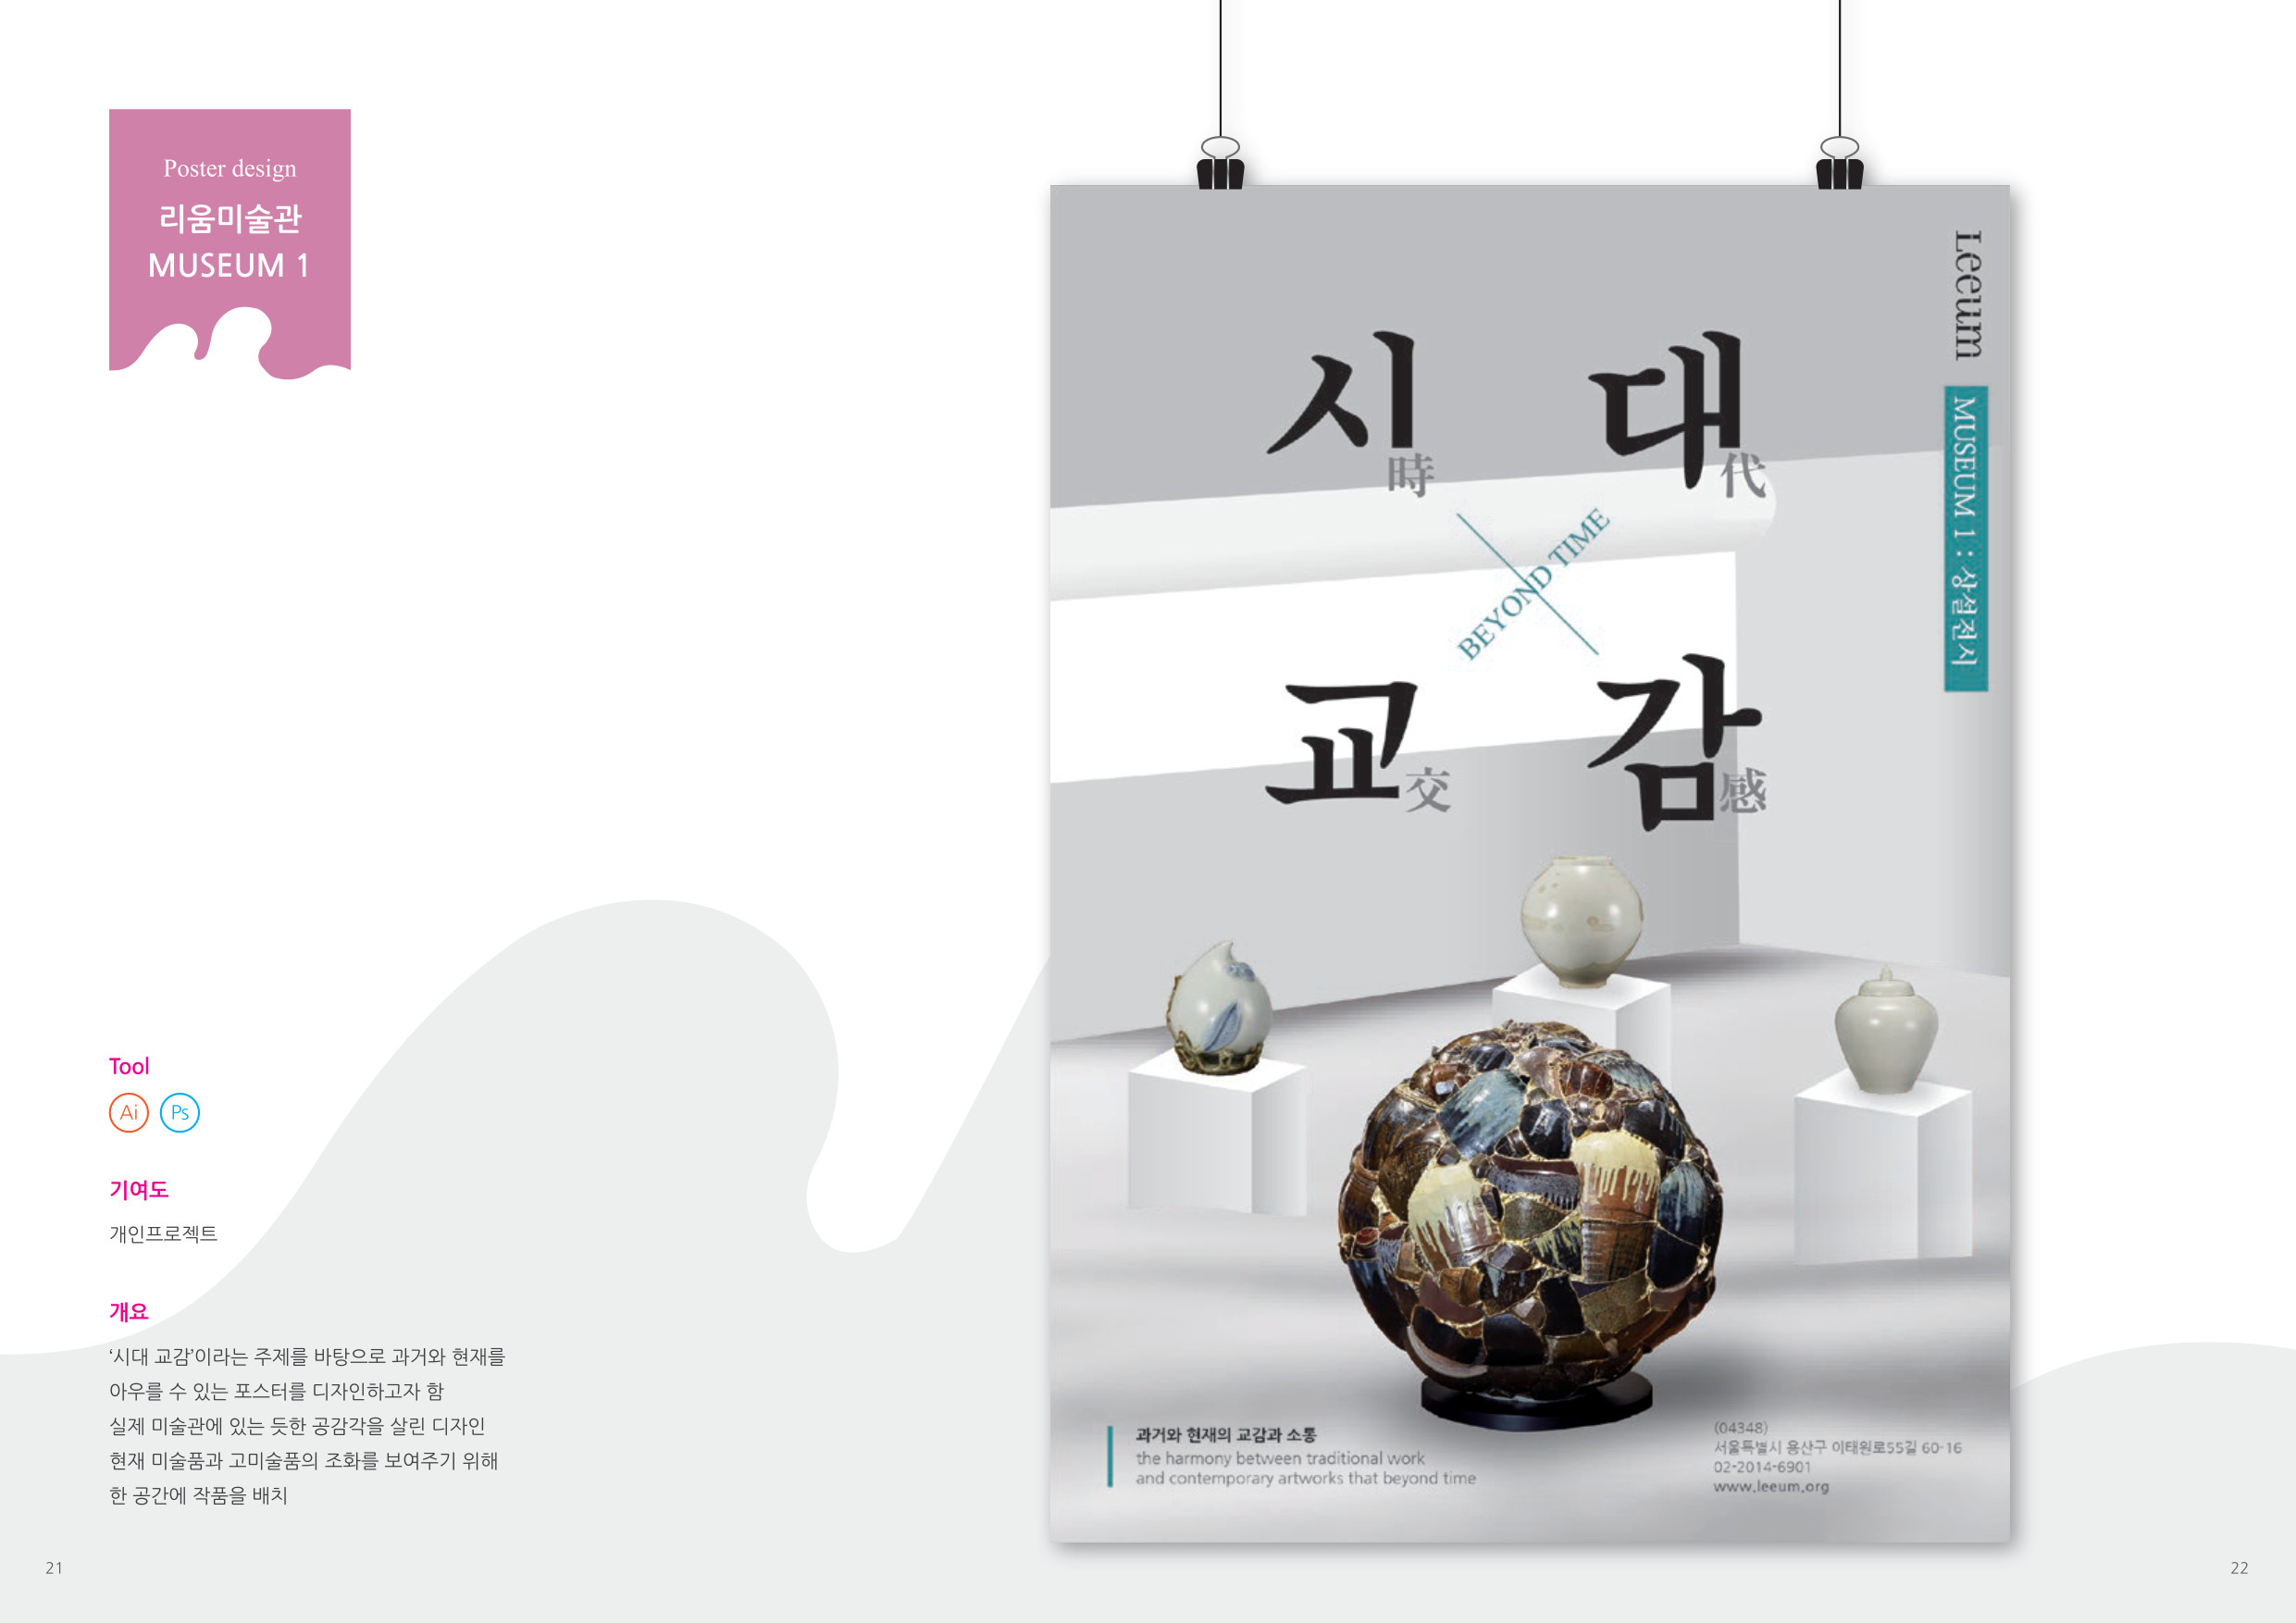 Poster design
리움미술관
MUSEUM 1
Tool
Ai Ps
기여도
개인프로젝트
개요
‘시대 교감’이라는 주제를 바탕으로 과거와 현재를
아우를 수 있는 포스터를 디자인하고자 함
실제 미술관에 있는 듯한 공감각을 살린 디자인
현재 미술품과 고미술품의 조화를 보여주기 위해
한 공간에 작품을 배치
21
Leeum
MUSEUM 1 : 상설전시
시 대
時 代
BEYOND TIME
교 감
交 感
과거와 현재의 교감과 소통
the harmony between traditional work
and contemporary artworks that beyond time
(04348)
서울특별시 용산구 이태원로55길 60-16
02-2014-6901
www.leeum.org
22